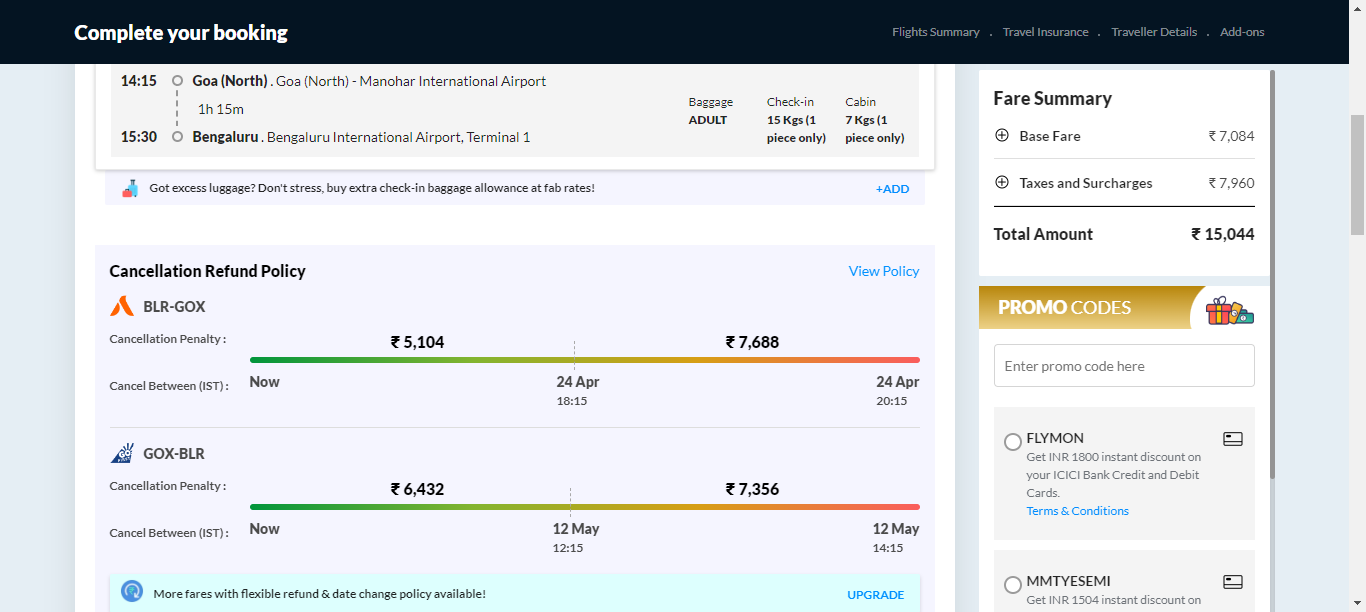 Complete your booking
Flights Summary . Travel Insurance . Traveller Details . Add-ons
14:15 Goa (North) . Goa (North) - Manohar International Airport
1h 15m
15:30 Bengaluru . Bengaluru International Airport, Terminal 1
Baggage Check-in Cabin
ADULT 15 Kgs (1 7 Kgs (1
piece only) piece only)
Got excess luggage? Don't stress, buy extra check-in baggage allowance at fab rates! +ADD
Cancellation Refund Policy View Policy
BLR-GOX
Cancellation Penalty : ₹ 5,104 ₹ 7,688
Cancel Between (IST) : Now 24 Apr 24 Apr
18:15 20:15
GOX-BLR
Cancellation Penalty : ₹ 6,432 ₹ 7,356
Cancel Between (IST) : Now 12 May 12 May
12:15 14:15
More fares with flexible refund & date change policy available! UPGRADE
Fare Summary
Base Fare ₹ 7,084
Taxes and Surcharges ₹ 7,960
Total Amount ₹ 15,044
PROMO CODES
Enter promo code here
FLYMON
Get INR 1800 instant discount on
your ICICI Bank Credit and Debit
Cards.
Terms & Conditions
MMTYESEMI
Get INR 1504 instant discount on